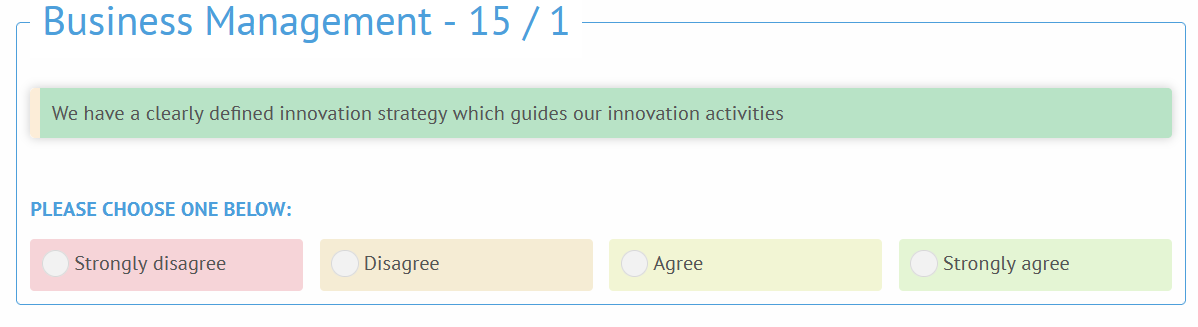 Business Management - 15 / 1
We have a clearly defined innovation strategy which guides our innovation activities
PLEASE CHOOSE ONE BELOW:
Strongly disagree
Disagree
Agree
Strongly agree